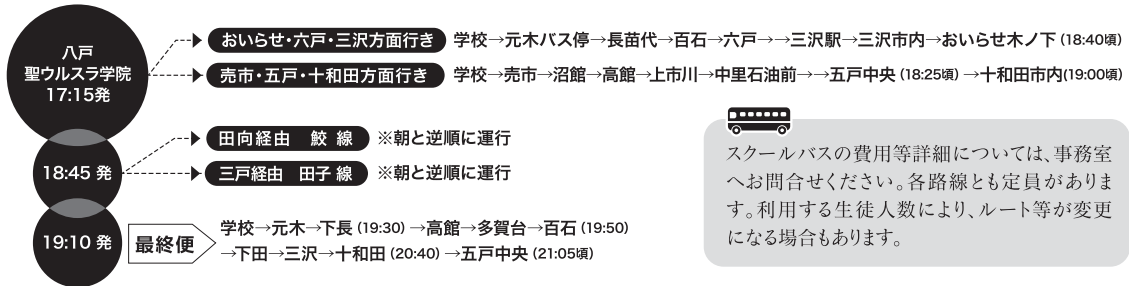 八戸
聖ウルスラ学院
17:15発
おいらせ・六戸・三沢方面行き 学校→元木バス停→長苗代→百石→六戸→→三沢駅→三沢市内→おいらせ木ノ下（18:40頃）
売市・五戸・十和田方面行き 学校→売市→沼館→高館→上市川→中里石油前→→五戸中央（18:25頃）→十和田市内（19:00頃）
18:45 発
田向経由 鮫 線 ※朝と逆順に運行
三戸経由 田子 線 ※朝と逆順に運行
19:10 発
最終便
学校→元木→下長（19:30）→高館→多賀台→百石（19:50）
→下田→三沢→十和田（20:40）→五戸中央（21:05頃）
スクールバスの費用等詳細については、事務室
へお問合せください。各路線とも定員がありま
す。利用する生徒人数により、ルート等が変更
になる場合もあります。